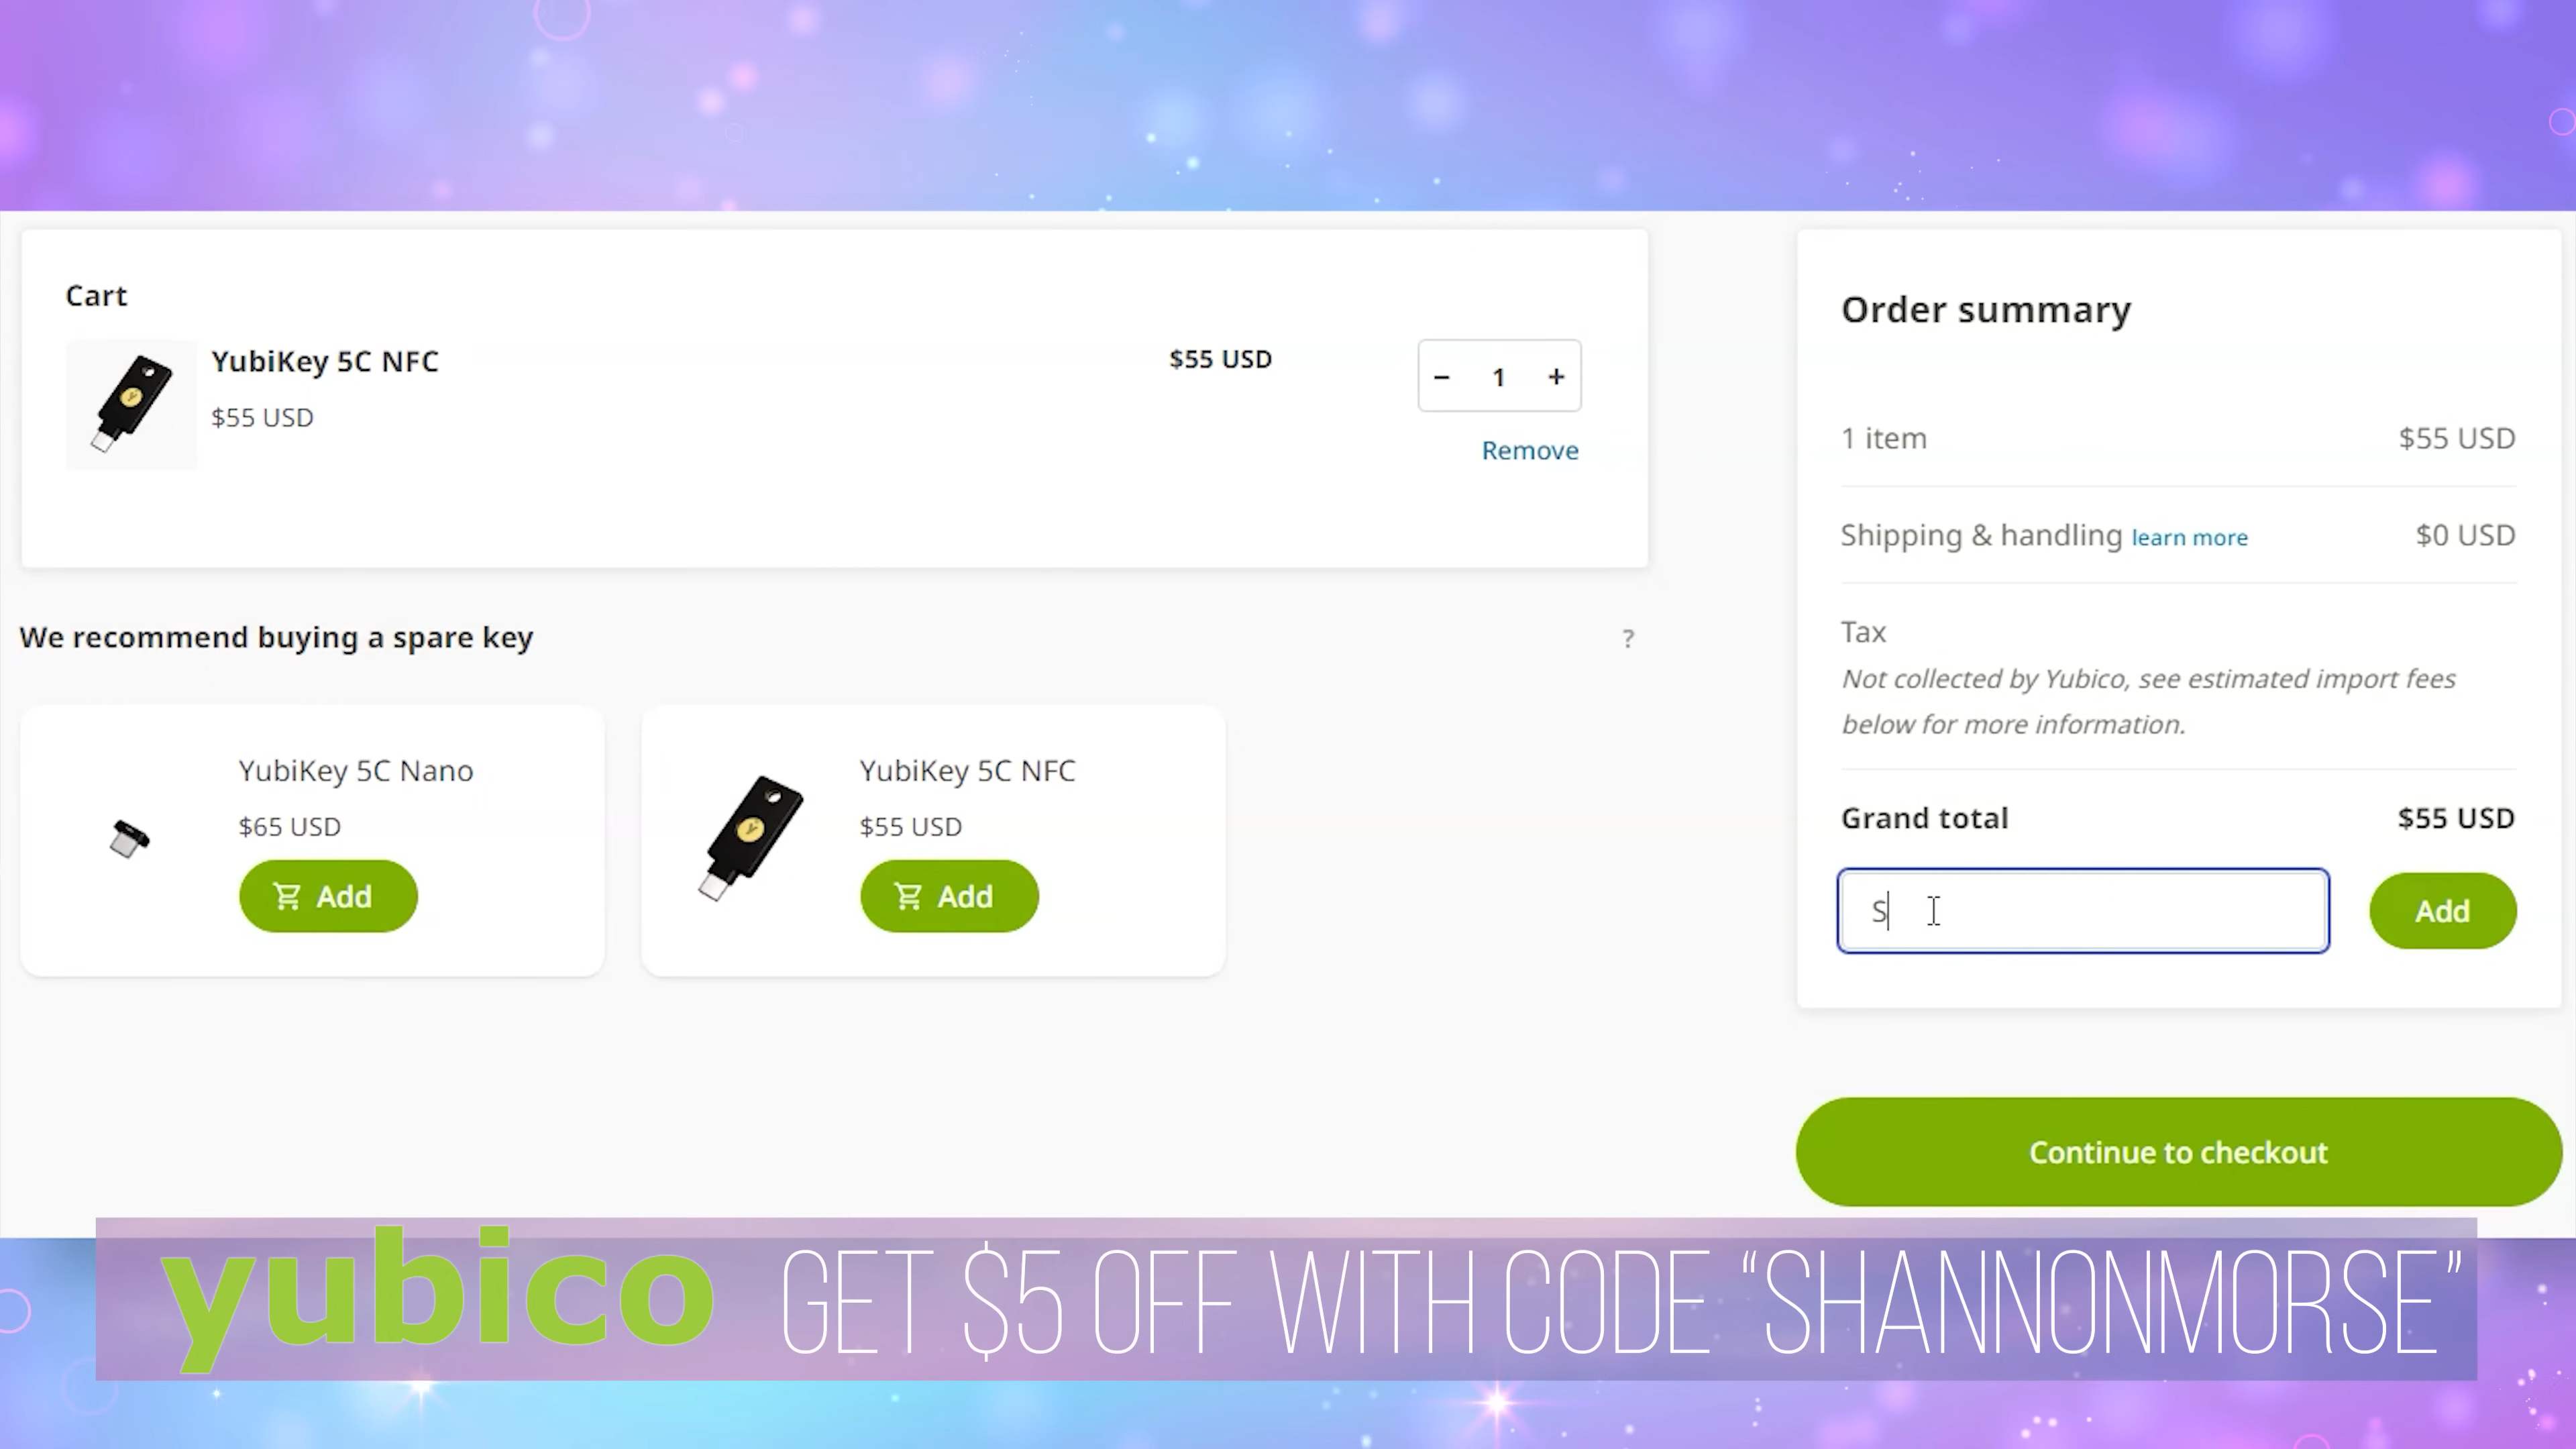 Cart
YubiKey 5C NFC
$55 USD
$55 USD
− 1 +
Remove
We recommend buying a spare key
?
YubiKey 5C Nano
$65 USD
Add
YubiKey 5C NFC
$55 USD
Add
Order summary
1 item $55 USD
Shipping & handling learn more $0 USD
Tax
Not collected by Yubico, see estimated import fees
below for more information.
Grand total $55 USD
S
Add
Continue to checkout
yubico GET $5 OFF WITH CODE “SHANNONMORSE”